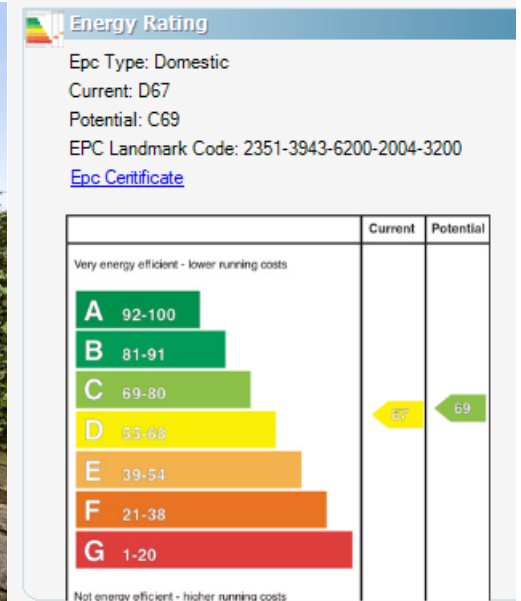 Energy Rating
Epc Type: Domestic
Current: D67
Potential: C69
EPC Landmark Code: 2351-3943-6200-2004-3200
Epc Ceritificate
Current Potential
Very energy efficient - lower running costs
A 92-100
B 81-91
C 69-80
D 55-68
E 39-54
F 21-38
G 1-20
67 69
Not energy efficient - higher running costs